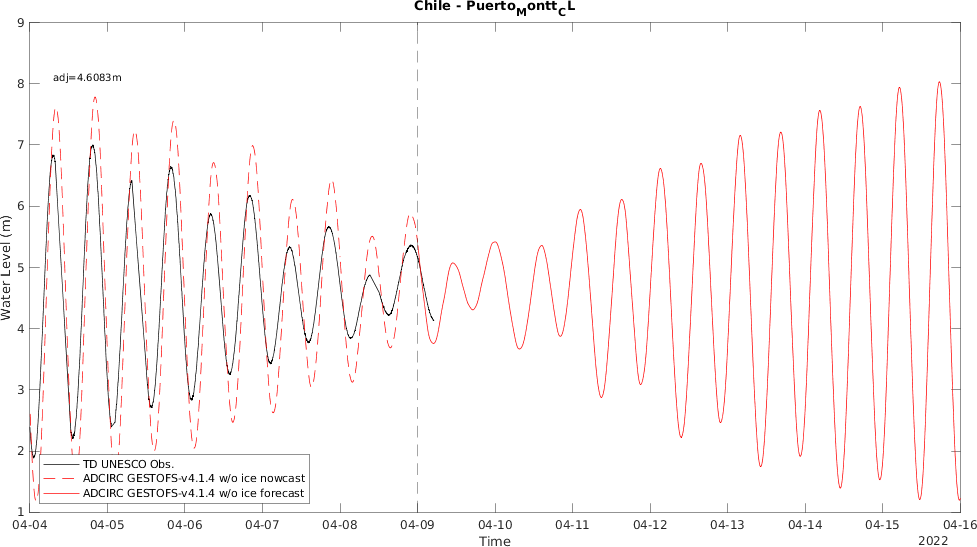 Chile - Puerto_Montt_CL
9
adj=4.6083m
8
7
6
5
4
3
2
1
Water Level (m)
TD UNESCO Obs.
ADCIRC GESTOFS-v4.1.4 w/o ice nowcast
ADCIRC GESTOFS-v4.1.4 w/o ice forecast
04-04 04-05 04-06 04-07 04-08 04-09 04-10 04-11 04-12 04-13 04-14 04-15 04-16
Time
2022